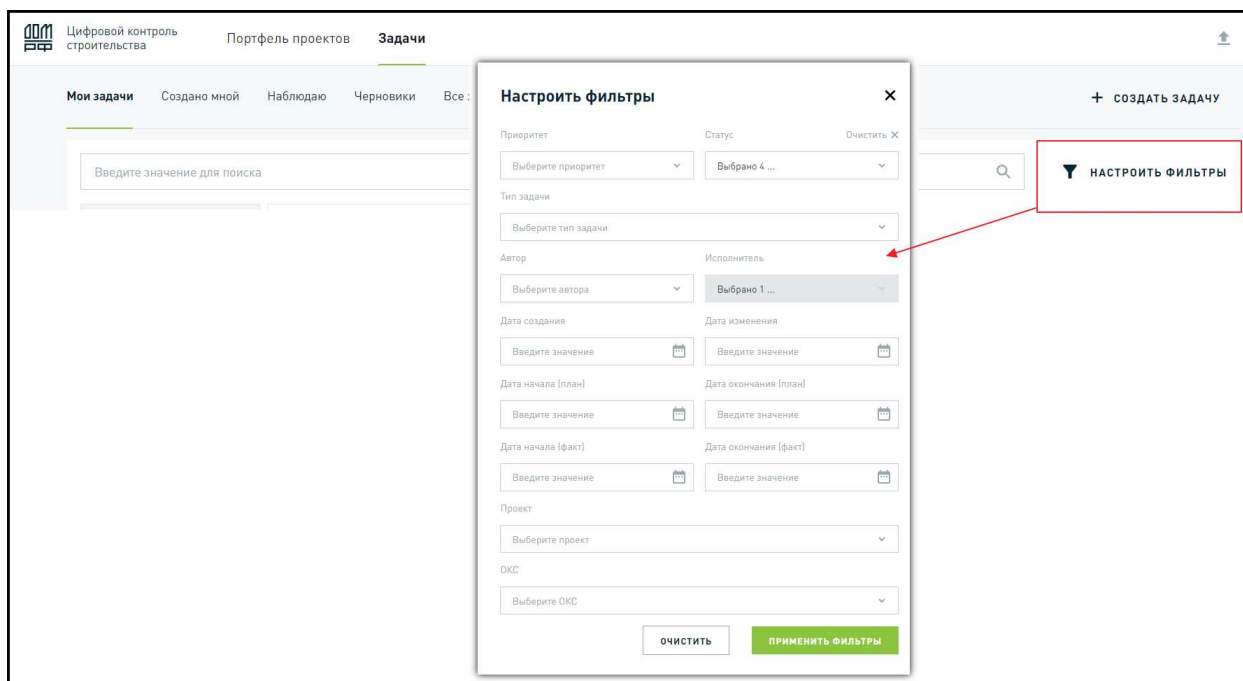 ДОМ Цифровой контроль
РФ строительства
Портфель проектов Задачи
Мои задачи Создано мной Наблюдаю Черновики Все
+ СОЗДАТЬ ЗАДАЧУ
Введите значение для поиска
НАСТРОИТЬ ФИЛЬТРЫ
Настроить фильтры
Приоритет Статус Очистить X
Выберите приоритет Выбрано 4 ...
Тип задачи
Выберите тип задачи
Автор Исполнитель
Выберите автора Выбрано 1 ...
Дата создания Дата изменения
Введите значение Введите значение
Дата начала (план) Дата окончания (план)
Введите значение Введите значение
Дата начала (факт) Дата окончания (факт)
Введите значение Введите значение
Проект
Выберите проект
ОКС
Выберите ОКС
ОЧИСТИТЬ ПРИМЕНИТЬ ФИЛЬТРЫ